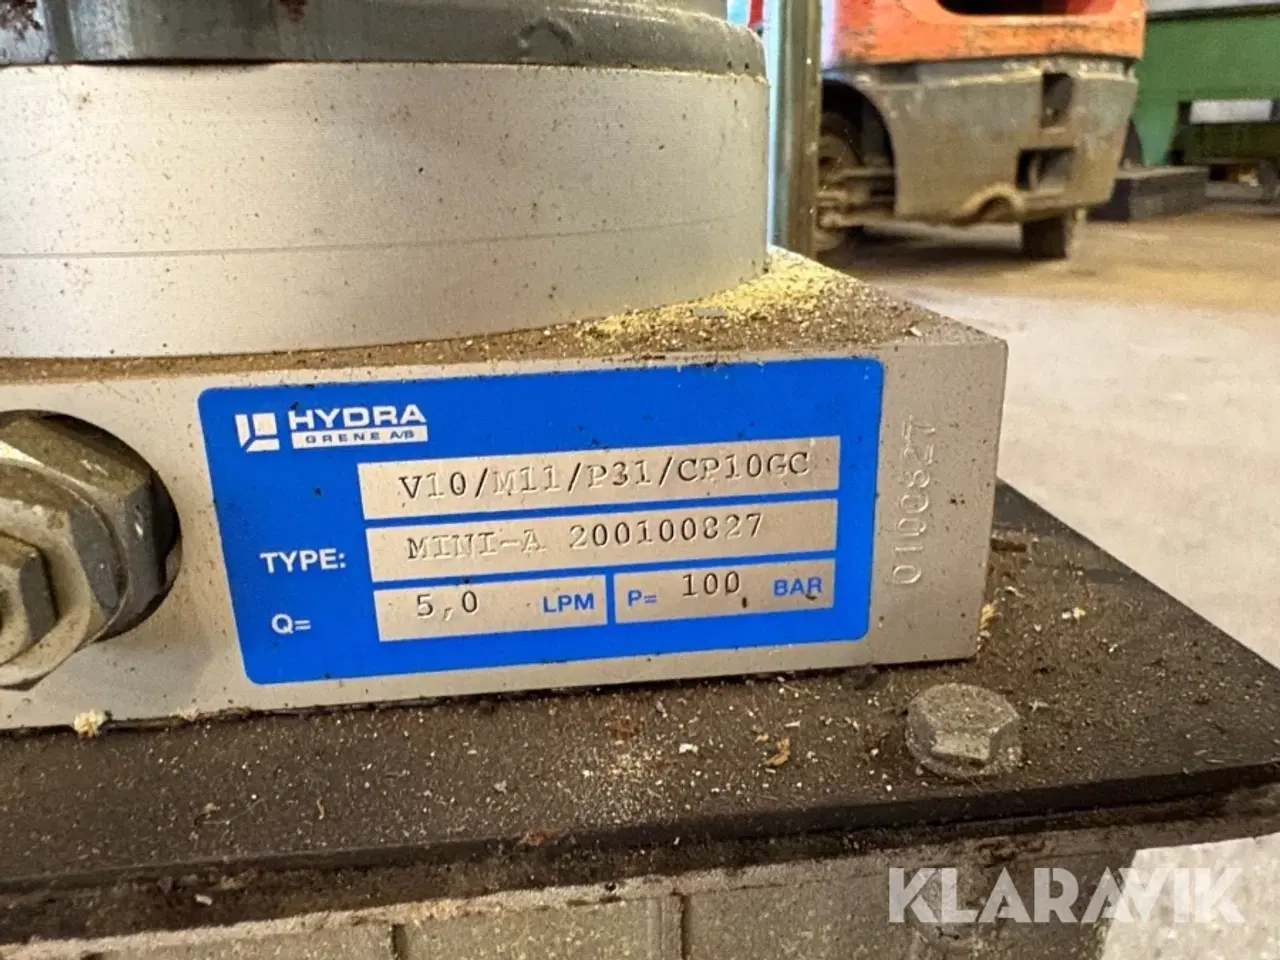 HYDRA
GRENE A/S
V10/M11/P31/CP10GC
TYPE: MINI-A 200100827
Q= 5,0 LPM P= 100 BAR
0100827
KLARAVIK